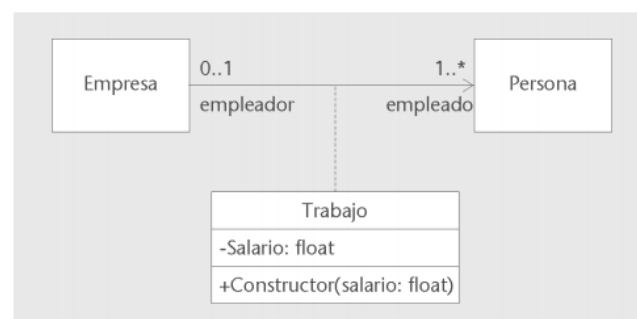 Empresa
0..1
1..*
Persona
empleador
empleado
Trabajo
-Salario: float
+Constructor(salario: float)